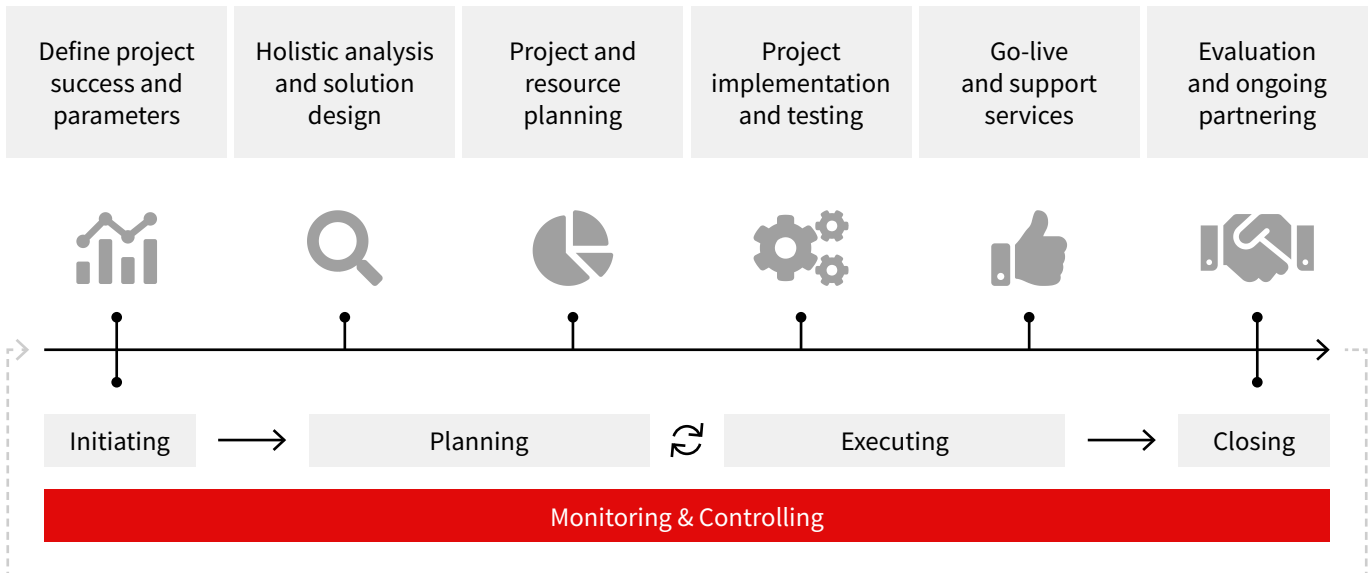 Define project
success and
parameters
Holistic analysis
and solution
design
Project and
resource
planning
Project
implementation
and testing
Go-live
and support
services
Evaluation
and ongoing
partnering
Initiating
Planning
Executing
Closing
Monitoring & Controlling